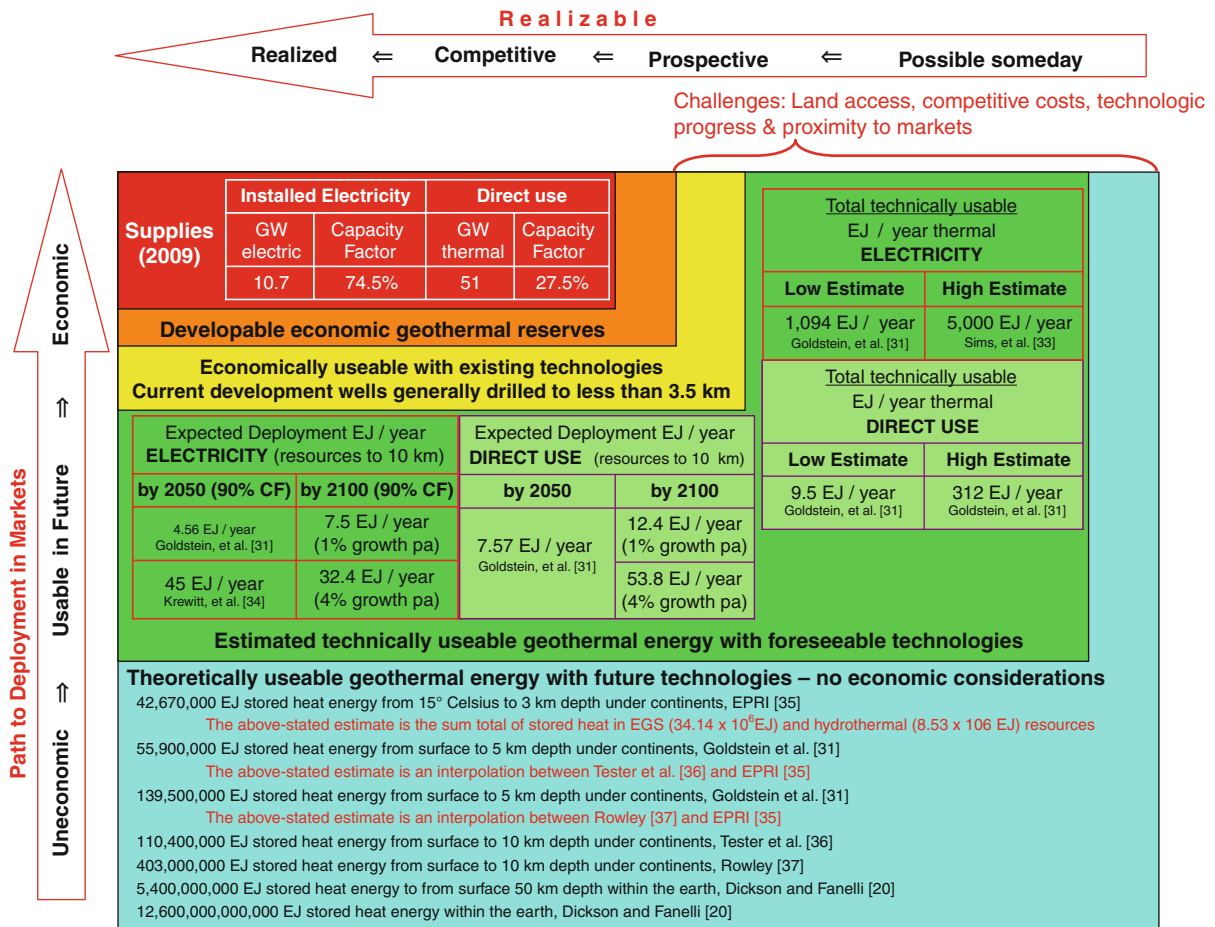 Realizable
Realized ⇐ Competitive ⇐ Prospective ⇐ Possible someday
Challenges: Land access, competitive costs, technologic
progress & proximity to markets
Path to Deployment in Markets
Uneconomic ⇒ Usable in Future ⇒ Economic
Supplies
(2009)
Installed Electricity
Direct use
GW
electric
Capacity
Factor
GW
thermal
Capacity
Factor
10.7
74.5%
51
27.5%
Developable economic geothermal reserves
Economically useable with existing technologies
Current development wells generally drilled to less than 3.5 km
Total technically usable
EJ / year thermal
ELECTRICITY
Low Estimate
High Estimate
1,094 EJ / year
Goldstein, et al. [31]
5,000 EJ / year
Sims, et al. [33]
Total technically usable
EJ / year thermal
DIRECT USE
Low Estimate
High Estimate
9.5 EJ / year
Goldstein, et al. [31]
312 EJ / year
Goldstein, et al. [31]
Expected Deployment EJ / year
ELECTRICITY (resources to 10 km)
by 2050 (90% CF)
by 2100 (90% CF)
4.56 EJ / year
Goldstein, et al. [31]
7.5 EJ / year
(1% growth pa)
45 EJ / year
Krewitt, et al. [34]
32.4 EJ / year
(4% growth pa)
Expected Deployment EJ / year
DIRECT USE (resources to 10 km)
by 2050
by 2100
7.57 EJ / year
Goldstein, et al. [31]
12.4 EJ / year
(1% growth pa)
53.8 EJ / year
(4% growth pa)
Estimated technically useable geothermal energy with foreseeable technologies
Theoretically useable geothermal energy with future technologies – no economic considerations
42,670,000 EJ stored heat energy from 15° Celsius to 3 km depth under continents, EPRI [35]
The above-stated estimate is the sum total of stored heat in EGS (34.14 x 10⁶EJ) and hydrothermal (8.53 x 106 EJ) resources
55,900,000 EJ stored heat energy from surface to 5 km depth under continents, Goldstein et al. [31]
The above-stated estimate is an interpolation between Tester et al. [36] and EPRI [35]
139,500,000 EJ stored heat energy from surface to 5 km depth under continents, Goldstein et al. [31]
The above-stated estimate is an interpolation between Rowley [37] and EPRI [35]
110,400,000 EJ stored heat energy from surface to 10 km depth under continents, Tester et al. [36]
403,000,000 EJ stored heat energy from surface to 10 km depth under continents, Rowley [37]
5,400,000,000 EJ stored heat energy to from surface 50 km depth within the earth, Dickson and Fanelli [20]
12,600,000,000,000 EJ stored heat energy within the earth, Dickson and Fanelli [20]